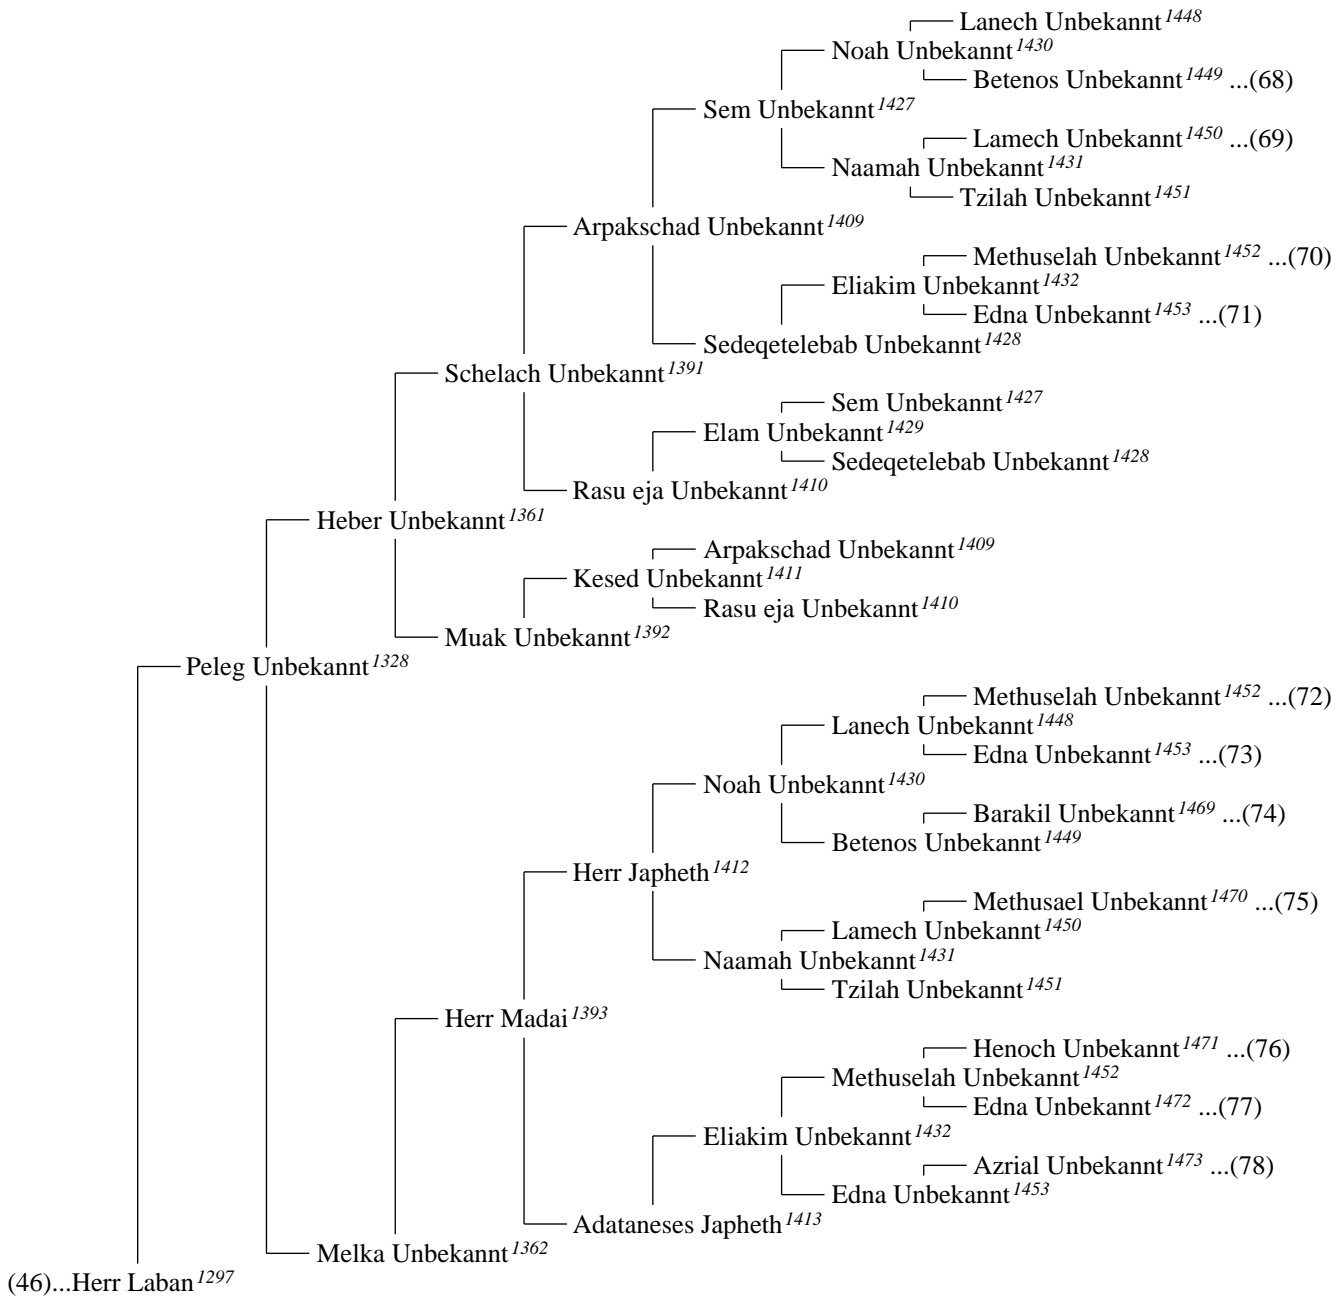 Lanech Unbekannt 1448
Noah Unbekannt 1430
Betenos Unbekannt 1449 ...(68)
Sem Unbekannt 1427
Lamech Unbekannt 1450 ...(69)
Naamah Unbekannt 1431
Tzilah Unbekannt 1451
Arpakschad Unbekannt 1409
Methuselah Unbekannt 1452 ...(70)
Eliakim Unbekannt 1432
Edna Unbekannt 1453 ...(71)
Sedeqetelebab Unbekannt 1428
Schelach Unbekannt 1391
Sem Unbekannt 1427
Elam Unbekannt 1429
Sedeqetelebab Unbekannt 1428
Rasu eja Unbekannt 1410
Heber Unbekannt 1361
Arpakschad Unbekannt 1409
Kesed Unbekannt 1411
Rasu eja Unbekannt 1410
Muak Unbekannt 1392
Peleg Unbekannt 1328
Methuselah Unbekannt 1452 ...(72)
Lanech Unbekannt 1448
Edna Unbekannt 1453 ...(73)
Noah Unbekannt 1430
Barakil Unbekannt 1469 ...(74)
Betenos Unbekannt 1449
Herr Japheth 1412
Methusael Unbekannt 1470 ...(75)
Lamech Unbekannt 1450
Naamah Unbekannt 1431
Tzilah Unbekannt 1451
Herr Madai 1393
Henoch Unbekannt 1471 ...(76)
Methuselah Unbekannt 1452
Edna Unbekannt 1472 ...(77)
Eliakim Unbekannt 1432
Azrial Unbekannt 1473 ...(78)
Edna Unbekannt 1453
Adataneses Japheth 1413
Melka Unbekannt 1362
(46)...Herr Laban 1297